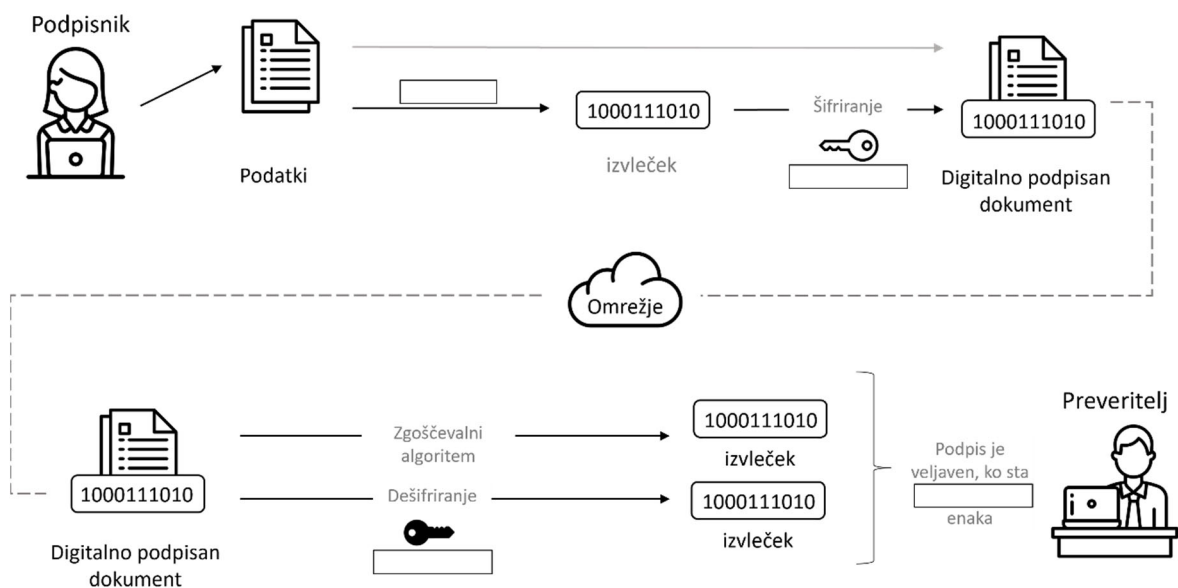 Podpisnik
Podatki
1000111010
izvleček
Šifriranje
1000111010
Digitalno podpisan
dokument
Omrežje
1000111010
Digitalno podpisan
dokument
Zgoščevalni
algoritem
Dešifriranje
1000111010
izvleček
1000111010
izvleček
Podpis je
veljaven, ko sta
enaka
Preveritelj